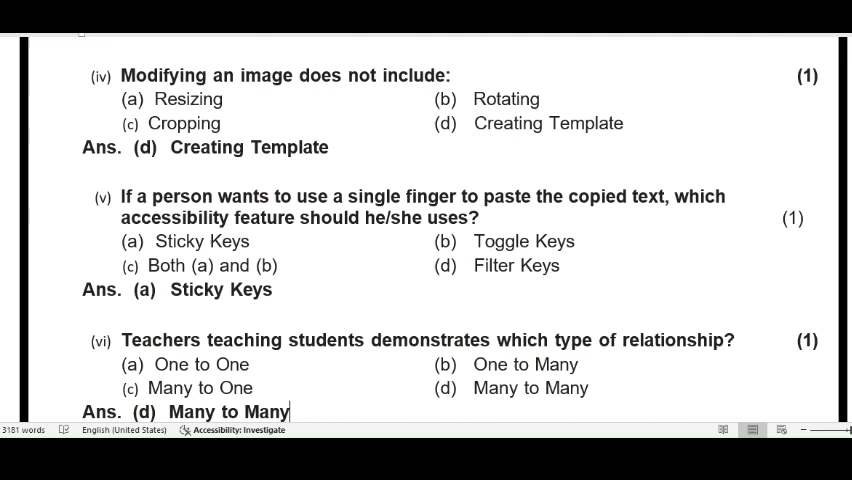 (iv) Modifying an image does not include: (1)
(a) Resizing (b) Rotating
(c) Cropping (d) Creating Template
Ans. (d) Creating Template
(v) If a person wants to use a single finger to paste the copied text, which
accessibility feature should he/she uses? (1)
(a) Sticky Keys (b) Toggle Keys
(c) Both (a) and (b) (d) Filter Keys
Ans. (a) Sticky Keys
(vi) Teachers teaching students demonstrates which type of relationship? (1)
(a) One to One (b) One to Many
(c) Many to One (d) Many to Many
Ans. (d) Many to Many
3181 words English (United States) Accessibility: Investigate